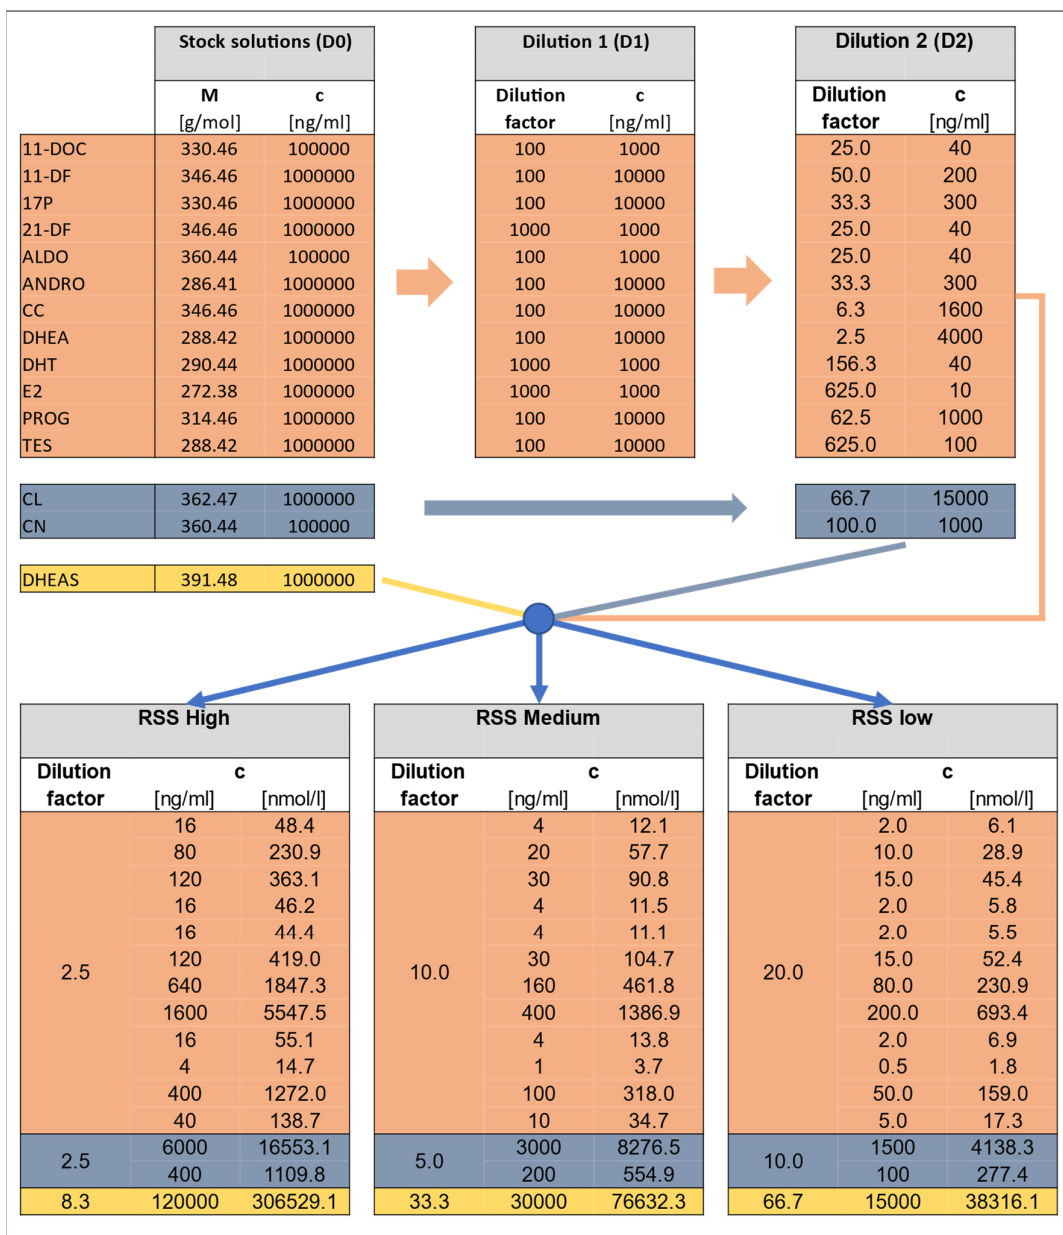 Stock solutions (D0) Dilution 1 (D1) Dilution 2 (D2)
M c Dilution c Dilution c
[g/mol] [ng/ml] factor [ng/ml] factor [ng/ml]
11-DOC 330.46 100000 100 1000 25.0 40
11-DF 346.46 1000000 100 10000 50.0 200
17P 330.46 1000000 100 10000 33.3 300
21-DF 346.46 1000000 1000 1000 25.0 40
ALDO 360.44 100000 100 1000 25.0 40
ANDRO 286.41 1000000 100 10000 33.3 300
CC 346.46 1000000 100 10000 6.3 1600
DHEA 288.42 1000000 100 10000 2.5 4000
DHT 290.44 1000000 1000 1000 156.3 40
E2 272.38 1000000 1000 1000 625.0 10
PROG 314.46 1000000 100 10000 62.5 1000
TES 288.42 1000000 100 10000 625.0 100
CL 362.47 1000000 66.7 15000
CN 360.44 100000 100.0 1000
DHEAS 391.48 1000000
RSS High RSS Medium RSS low
Dilution c Dilution c Dilution c
factor [ng/ml] [nmol/l] factor [ng/ml] [nmol/l] factor [ng/ml] [nmol/l]
16 48.4 4 12.1 2.0 6.1
80 230.9 20 57.7 10.0 28.9
120 363.1 30 90.8 15.0 45.4
16 46.2 4 11.5 2.0 5.8
16 44.4 4 11.1 2.0 5.5
120 419.0 30 104.7 15.0 52.4
2.5 10.0 20.0
640 1847.3 160 461.8 80.0 230.9
1600 5547.5 400 1386.9 200.0 693.4
16 55.1 4 13.8 2.0 6.9
4 14.7 1 3.7 0.5 1.8
400 1272.0 100 318.0 50.0 159.0
40 138.7 10 34.7 5.0 17.3
6000 16553.1 3000 8276.5 1500 4138.3
2.5 5.0 10.0
400 1109.8 200 554.9 100 277.4
8.3 120000 306529.1 33.3 30000 76632.3 66.7 15000 38316.1